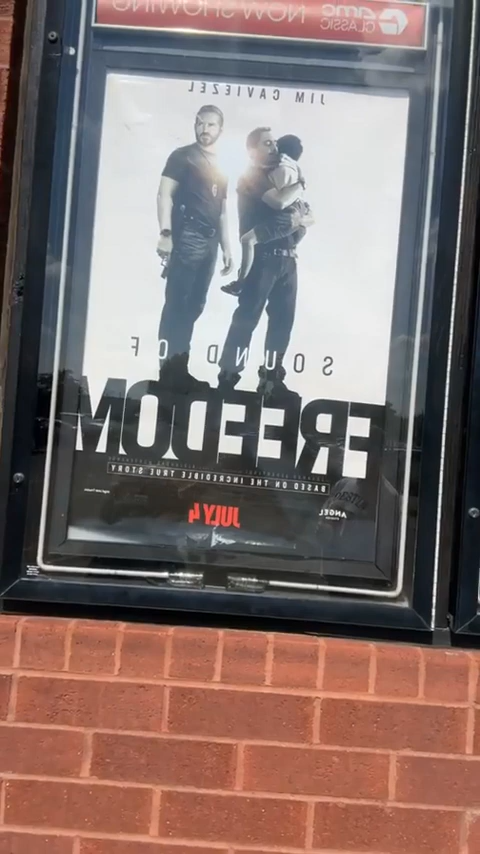 amc CLASSIC NOW SHOWING
JIM CAVIEZEL
SOUND OF
FREEDOM
BASED ON THE INCREDIBLE TRUE STORY
ANGEL
JULY 4